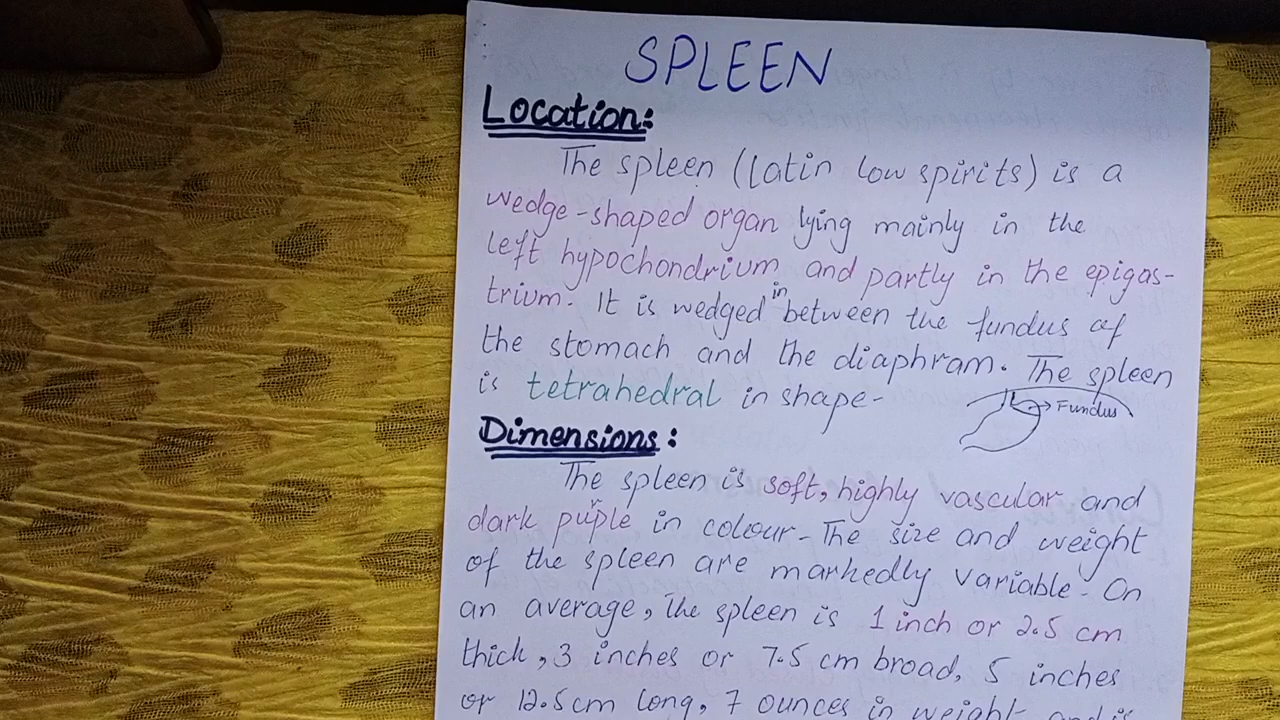 SPLEEN
Location:
The spleen (latin low spirits) is a
wedge-shaped organ lying mainly in the
left hypochondrium and partly in the epigas-
trium. It is wedged in between the fundus of
the stomach and the diaphram. The spleen
is tetrahedral in shape-
Fundus
Dimensions:
The spleen is soft, highly vascular and
dark purple in colour- The size and weight
of the spleen are markedly variable- On
an average, the spleen is 1 inch or 2.5 cm
thick, 3 inches or 7.5 cm broad, 5 inches
or 12.5cm long, 7 ounces in weight and is